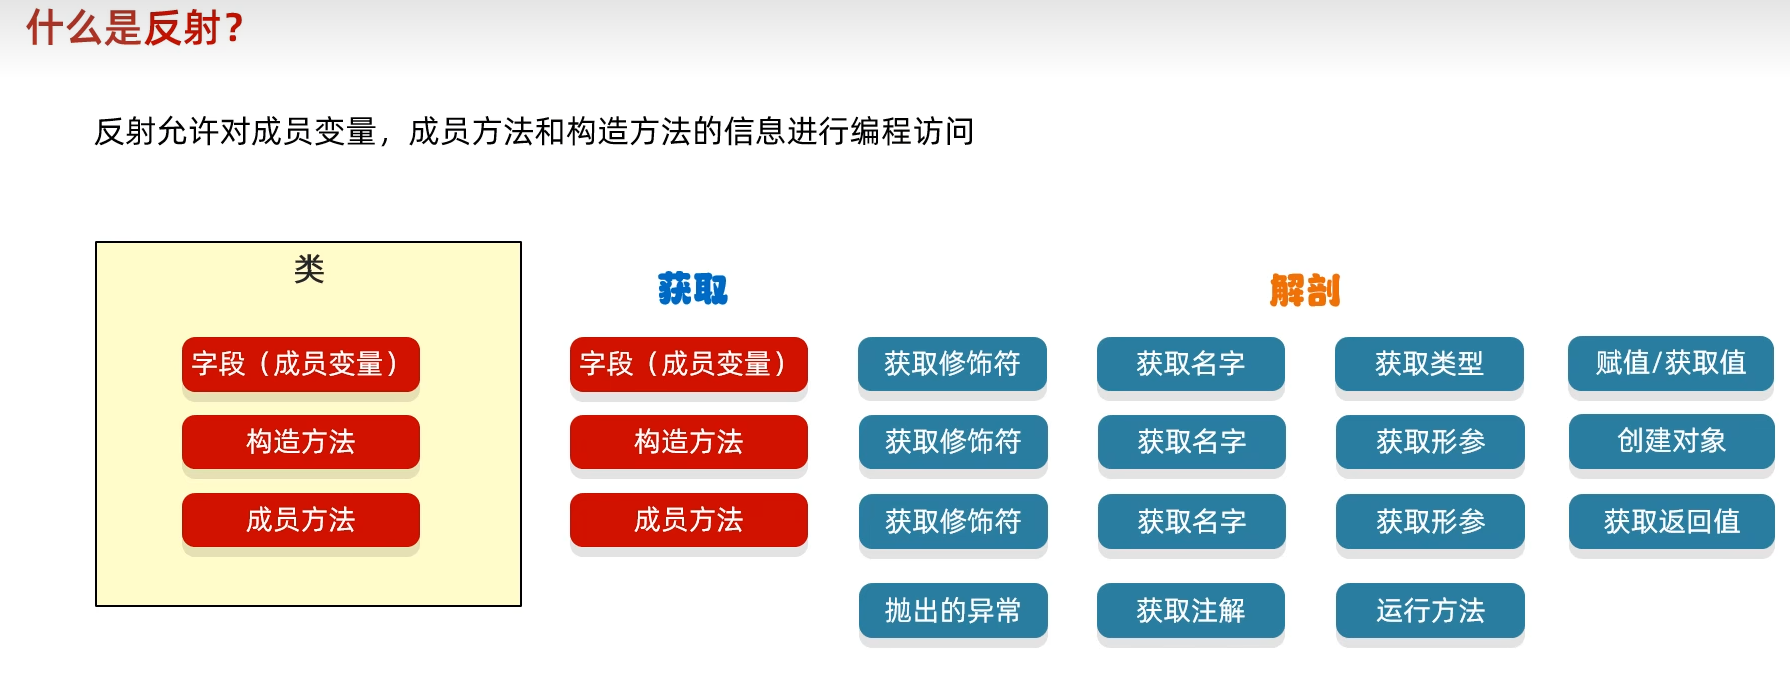 什么是反射?
反射允许对成员变量，成员方法和构造方法的信息进行编程访问
类
获取
解剖
字段（成员变量）
字段（成员变量）
获取修饰符
获取名字
获取类型
赋值/获取值
构造方法
构造方法
获取修饰符
获取名字
获取形参
创建对象
成员方法
成员方法
获取修饰符
获取名字
获取形参
获取返回值
抛出的异常
获取注解
运行方法